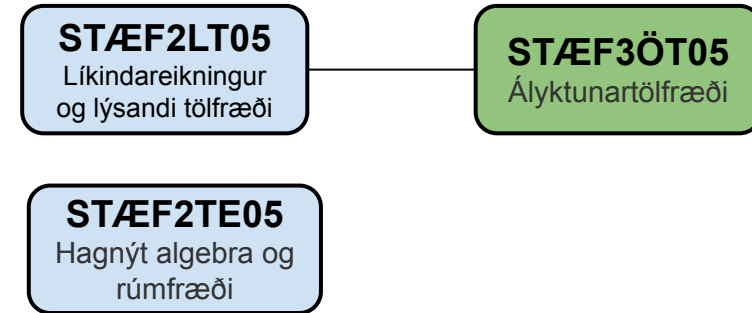 STÆF2LT05
Líkindareikningur
og lýsandi tölfræði
STÆF3ÖT05
Ályktunartölfræði
STÆF2TE05
Hagnýt algebra og
rúmfræði